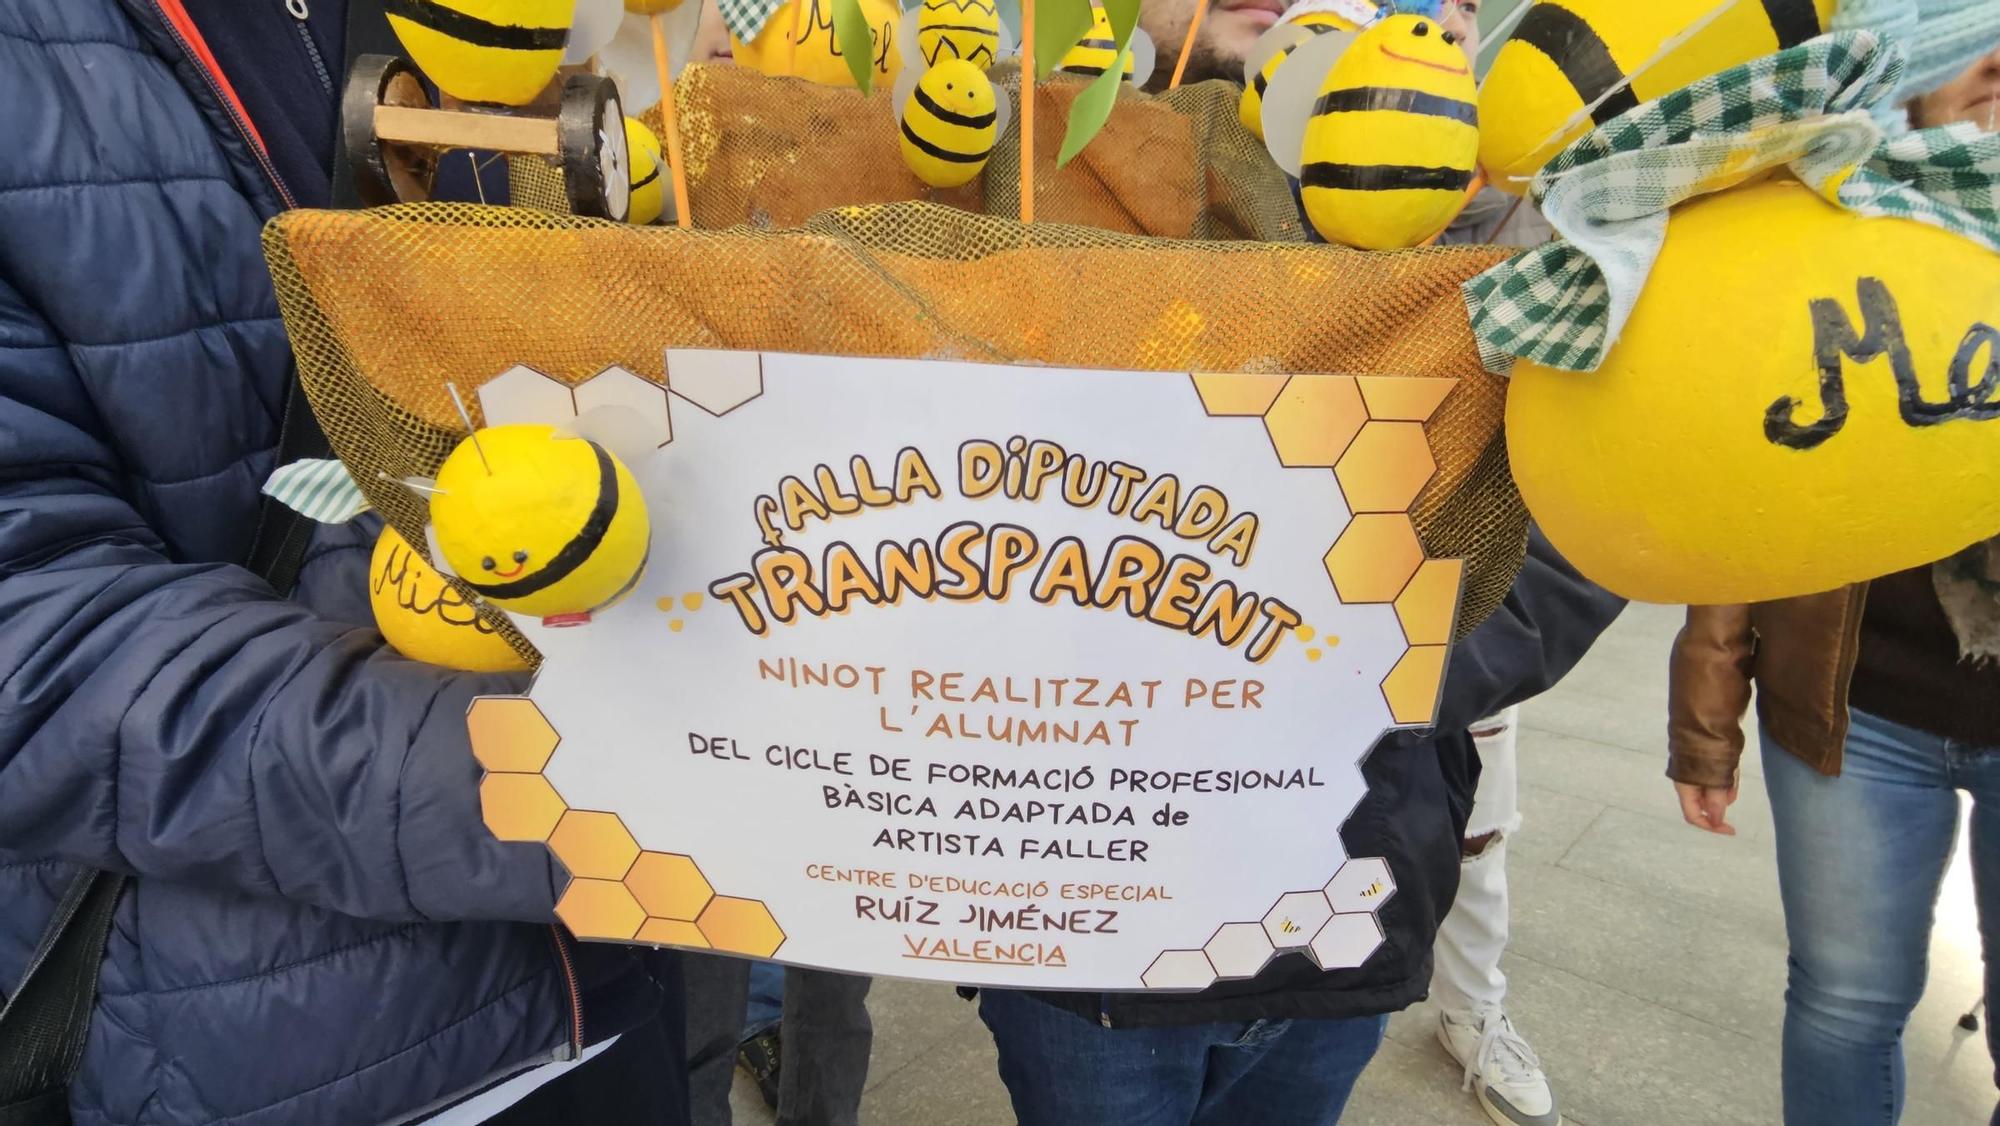 Miel
fALLA DiPUTADA
TRANSPARENT
NINOT REALITZAT PER
L'ALUMNAT
DEL CICLE DE FORMACIÓ PROFESIONAL
BÀSICA ADAPTADA de
ARTISTA FALLER
CENTRE D'EDUCACIÓ ESPECIAL
RUÍZ JIMÉNEZ
VALENCIA
Miel
Me